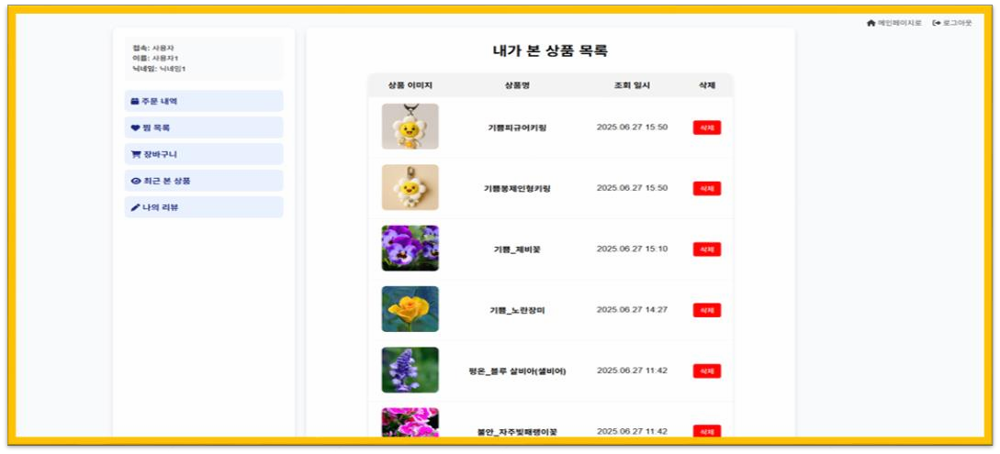 메인페이지로 로그아웃
접속: 사용자
이름: 사용자1
닉네임: 닉네임1
주문 내역
찜 목록
장바구니
최근 본 상품
나의 리뷰
내가 본 상품 목록
상품 이미지 상품명 조회 일시 삭제
기쁨피규어키링 2025.06.27 15:50 삭제
기쁨봉제인형키링 2025.06.27 15:50 삭제
기쁨_제비꽃 2025.06.27 15:10 삭제
기쁨_노란장미 2025.06.27 14:27 삭제
평온_블루 살비아(샐비어) 2025.06.27 11:42 삭제
불안_자주빛패랭이꽃 2025.06.27 11:42 삭제